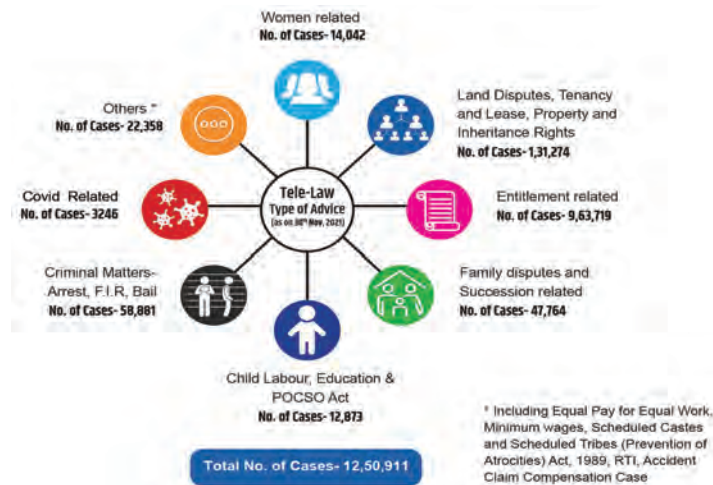 Women related
No. of Cases- 14,042
Land Disputes, Tenancy
and Lease, Property and
Inheritance Rights
No. of Cases- 1,31,274
Entitlement related
No. of Cases- 9,63,719
Family disputes and
Succession related
No. of Cases- 47,764
Child Labour, Education &
POCSO Act
No. of Cases- 12,873
Criminal Matters-
Arrest, F.I.R, Bail
No. of Cases- 58,881
Covid Related
No. of Cases- 3246
Others *
No. of Cases- 22,358
Tele-Law
Type of Advice
(as on 30th Nov, 2021)
Total No. of Cases- 12,50,911
* Including Equal Pay for Equal Work,
Minimum wages, Scheduled Castes
and Scheduled Tribes (Prevention of
Atrocities) Act, 1989, RTI, Accident
Claim Compensation Case